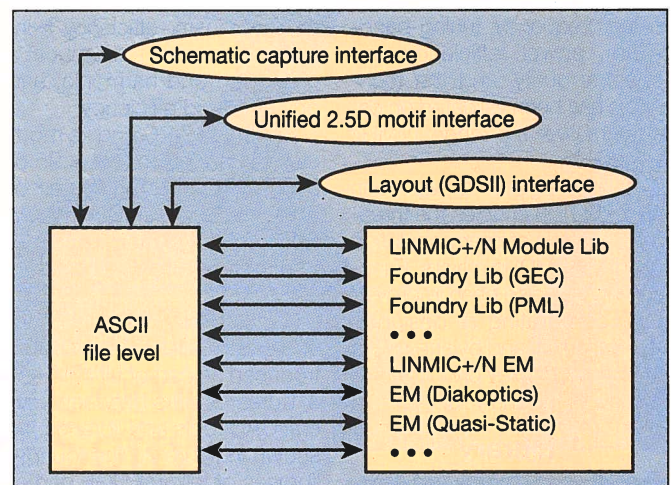 Schematic capture interface
Unified 2.5D motif interface
Layout (GDSII) interface
ASCII
file level
LINMIC+/N Module Lib
Foundry Lib (GEC)
Foundry Lib (PML)
• • •
LINMIC+/N EM
EM (Diakoptics)
EM (Quasi-Static)
• • •